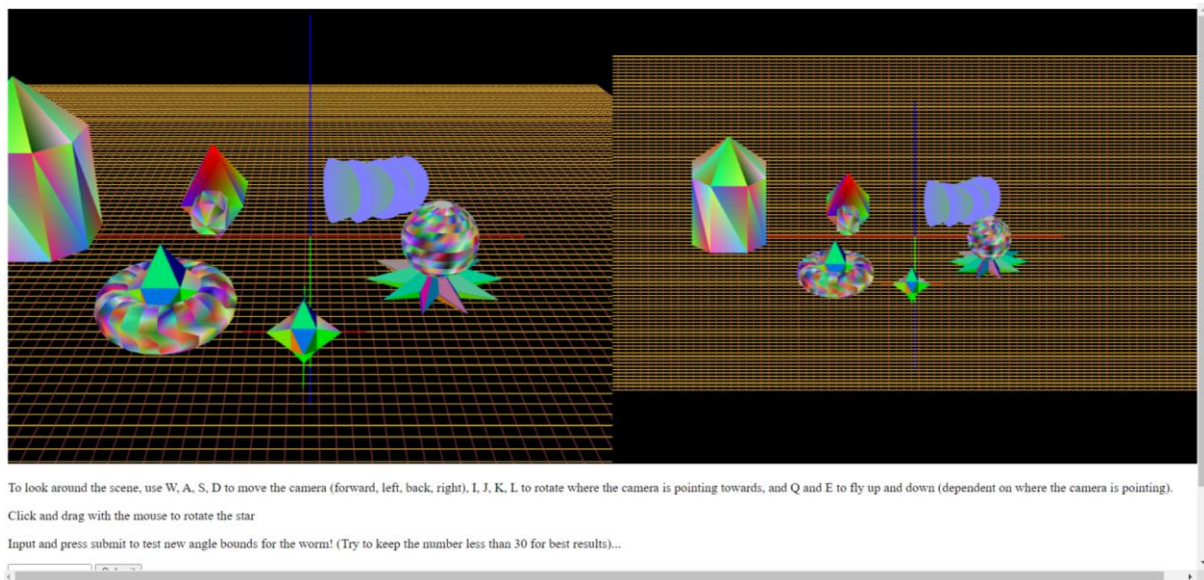 To look around the scene, use W, A, S, D to move the camera (forward, left, back, right), I, J, K, L to rotate where the camera is pointing towards, and Q and E to fly up and down (dependent on where the camera is pointing).
Click and drag with the mouse to rotate the star
Input and press submit to test new angle bounds for the worm! (Try to keep the number less than 30 for best results)...